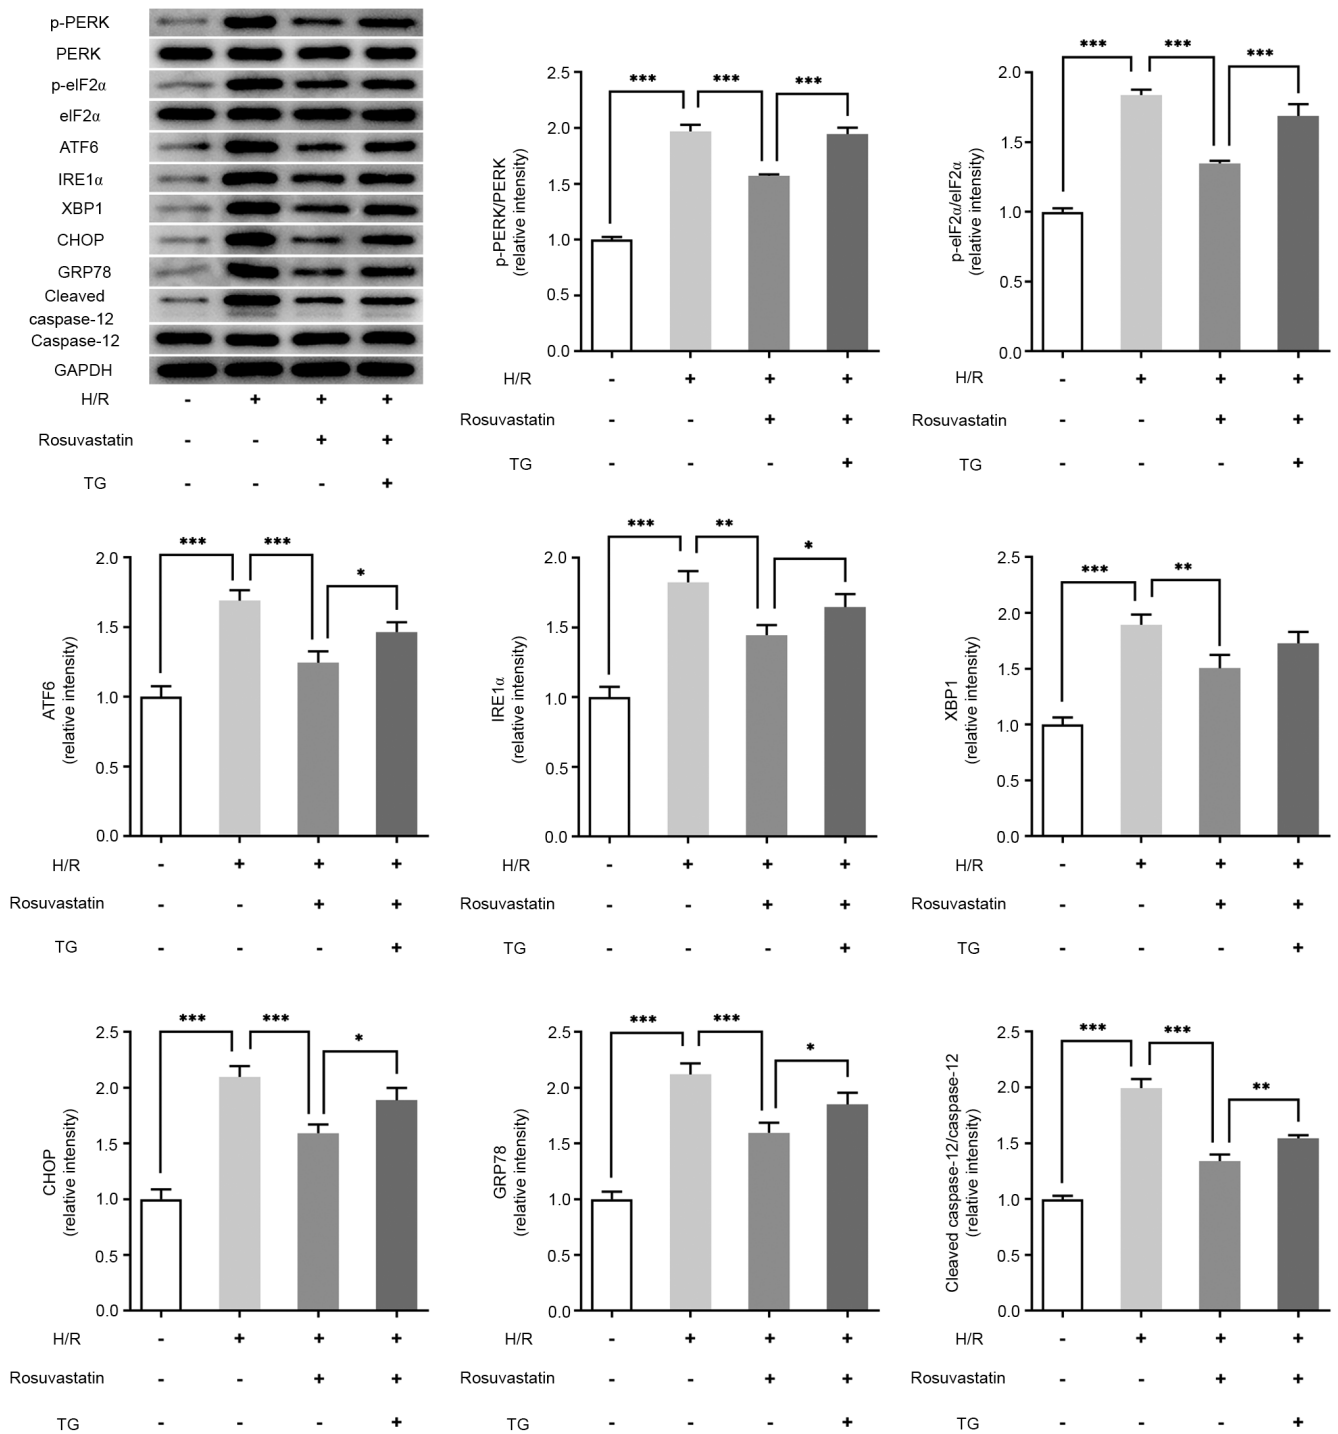 p-PERK
PERK
p-eIF2α
eIF2α
ATF6
IRE1α
XBP1
CHOP
GRP78
Cleaved
caspase-12
Caspase-12
GAPDH
H/R - + + +
Rosuvastatin - - + +
TG - - - +
p-PERK/PERK
(relative intensity)
2.5
2.0
1.5
1.0
0.5
0.0
*** *** ***
H/R - + + +
Rosuvastatin - - + +
TG - - - +
p-eIF2α/eIF2α
(relative intensity)
2.0
1.5
1.0
0.5
0.0
*** *** ***
H/R - + + +
Rosuvastatin - - + +
TG - - - +
ATF6
(relative intensity)
2.0
1.5
1.0
0.5
0.0
*** *** *
H/R - + + +
Rosuvastatin - - + +
TG - - - +
IRE1α
(relative intensity)
2.0
1.5
1.0
0.5
0.0
*** ** *
H/R - + + +
Rosuvastatin - - + +
TG - - - +
XBP1
(relative intensity)
2.5
2.0
1.5
1.0
0.5
0.0
*** **
H/R - + + +
Rosuvastatin - - + +
TG - - - +
CHOP
(relative intensity)
2.5
2.0
1.5
1.0
0.5
0.0
*** *** *
H/R - + + +
Rosuvastatin - - + +
TG - - - +
GRP78
(relative intensity)
2.5
2.0
1.5
1.0
0.5
0.0
*** *** *
H/R - + + +
Rosuvastatin - - + +
TG - - - +
Cleaved caspase-12/caspase-12
(relative intensity)
2.5
2.0
1.5
1.0
0.5
0.0
*** *** **
H/R - + + +
Rosuvastatin - - + +
TG - - - +